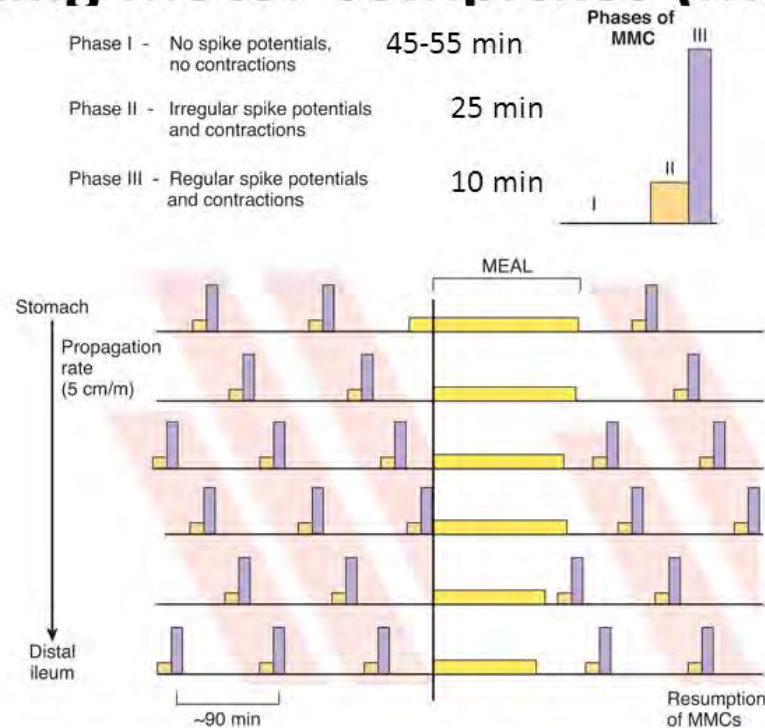 Phases of
MMC
Phase I - No spike potentials,
no contractions
45-55 min
Phase II - Irregular spike potentials
and contractions
25 min
Phase III - Regular spike potentials
and contractions
10 min
I
II
III
MEAL
Stomach
Propagation
rate
(5 cm/m)
Distal
ileum
~90 min
Resumption
of MMCs